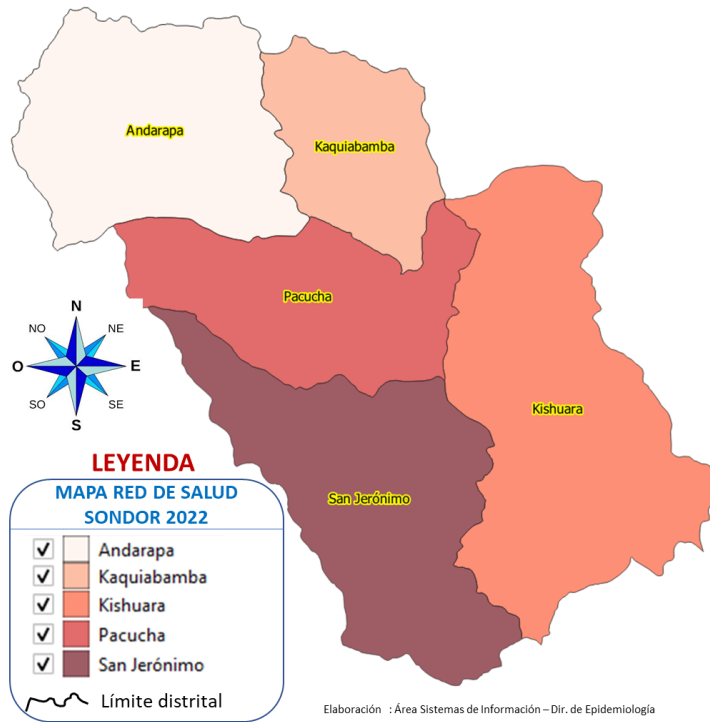 Andarapa
Kaquiabamba
Pacucha
Kishuara
San Jerónimo
N
NO
NE
O
E
SO
SE
S
LEYENDA
MAPA RED DE SALUD
SONDOR 2022
Andarapa
Kaquiabamba
Kishuara
Pacucha
San Jerónimo
Límite distrital
Elaboración : Área Sistemas de Información – Dir. de Epidemiología